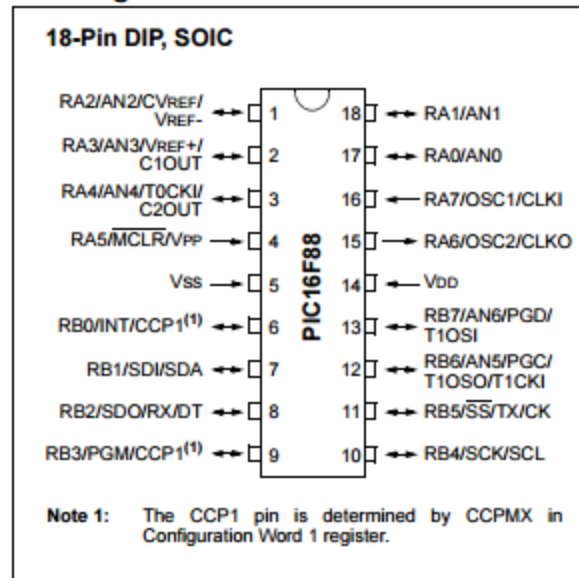 18-Pin DIP, SOIC
RA2/AN2/CVREF/
VREF-
1
18
RA1/AN1
RA3/AN3/VREF+/
C1OUT
2
17
RA0/AN0
RA4/AN4/T0CKI/
C2OUT
3
16
RA7/OSC1/CLKI
RA5/MCLR/VPP
4
15
RA6/OSC2/CLKO
VSS
5
14
VDD
RB0/INT/CCP1(1)
6
13
RB7/AN6/PGD/
T1OSI
RB1/SDI/SDA
7
12
RB6/AN5/PGC/
T1OSO/T1CKI
RB2/SDO/RX/DT
8
11
RB5/SS/TX/CK
RB3/PGM/CCP1(1)
9
10
RB4/SCK/SCL
PIC16F88
Note 1: The CCP1 pin is determined by CCPMX in
Configuration Word 1 register.